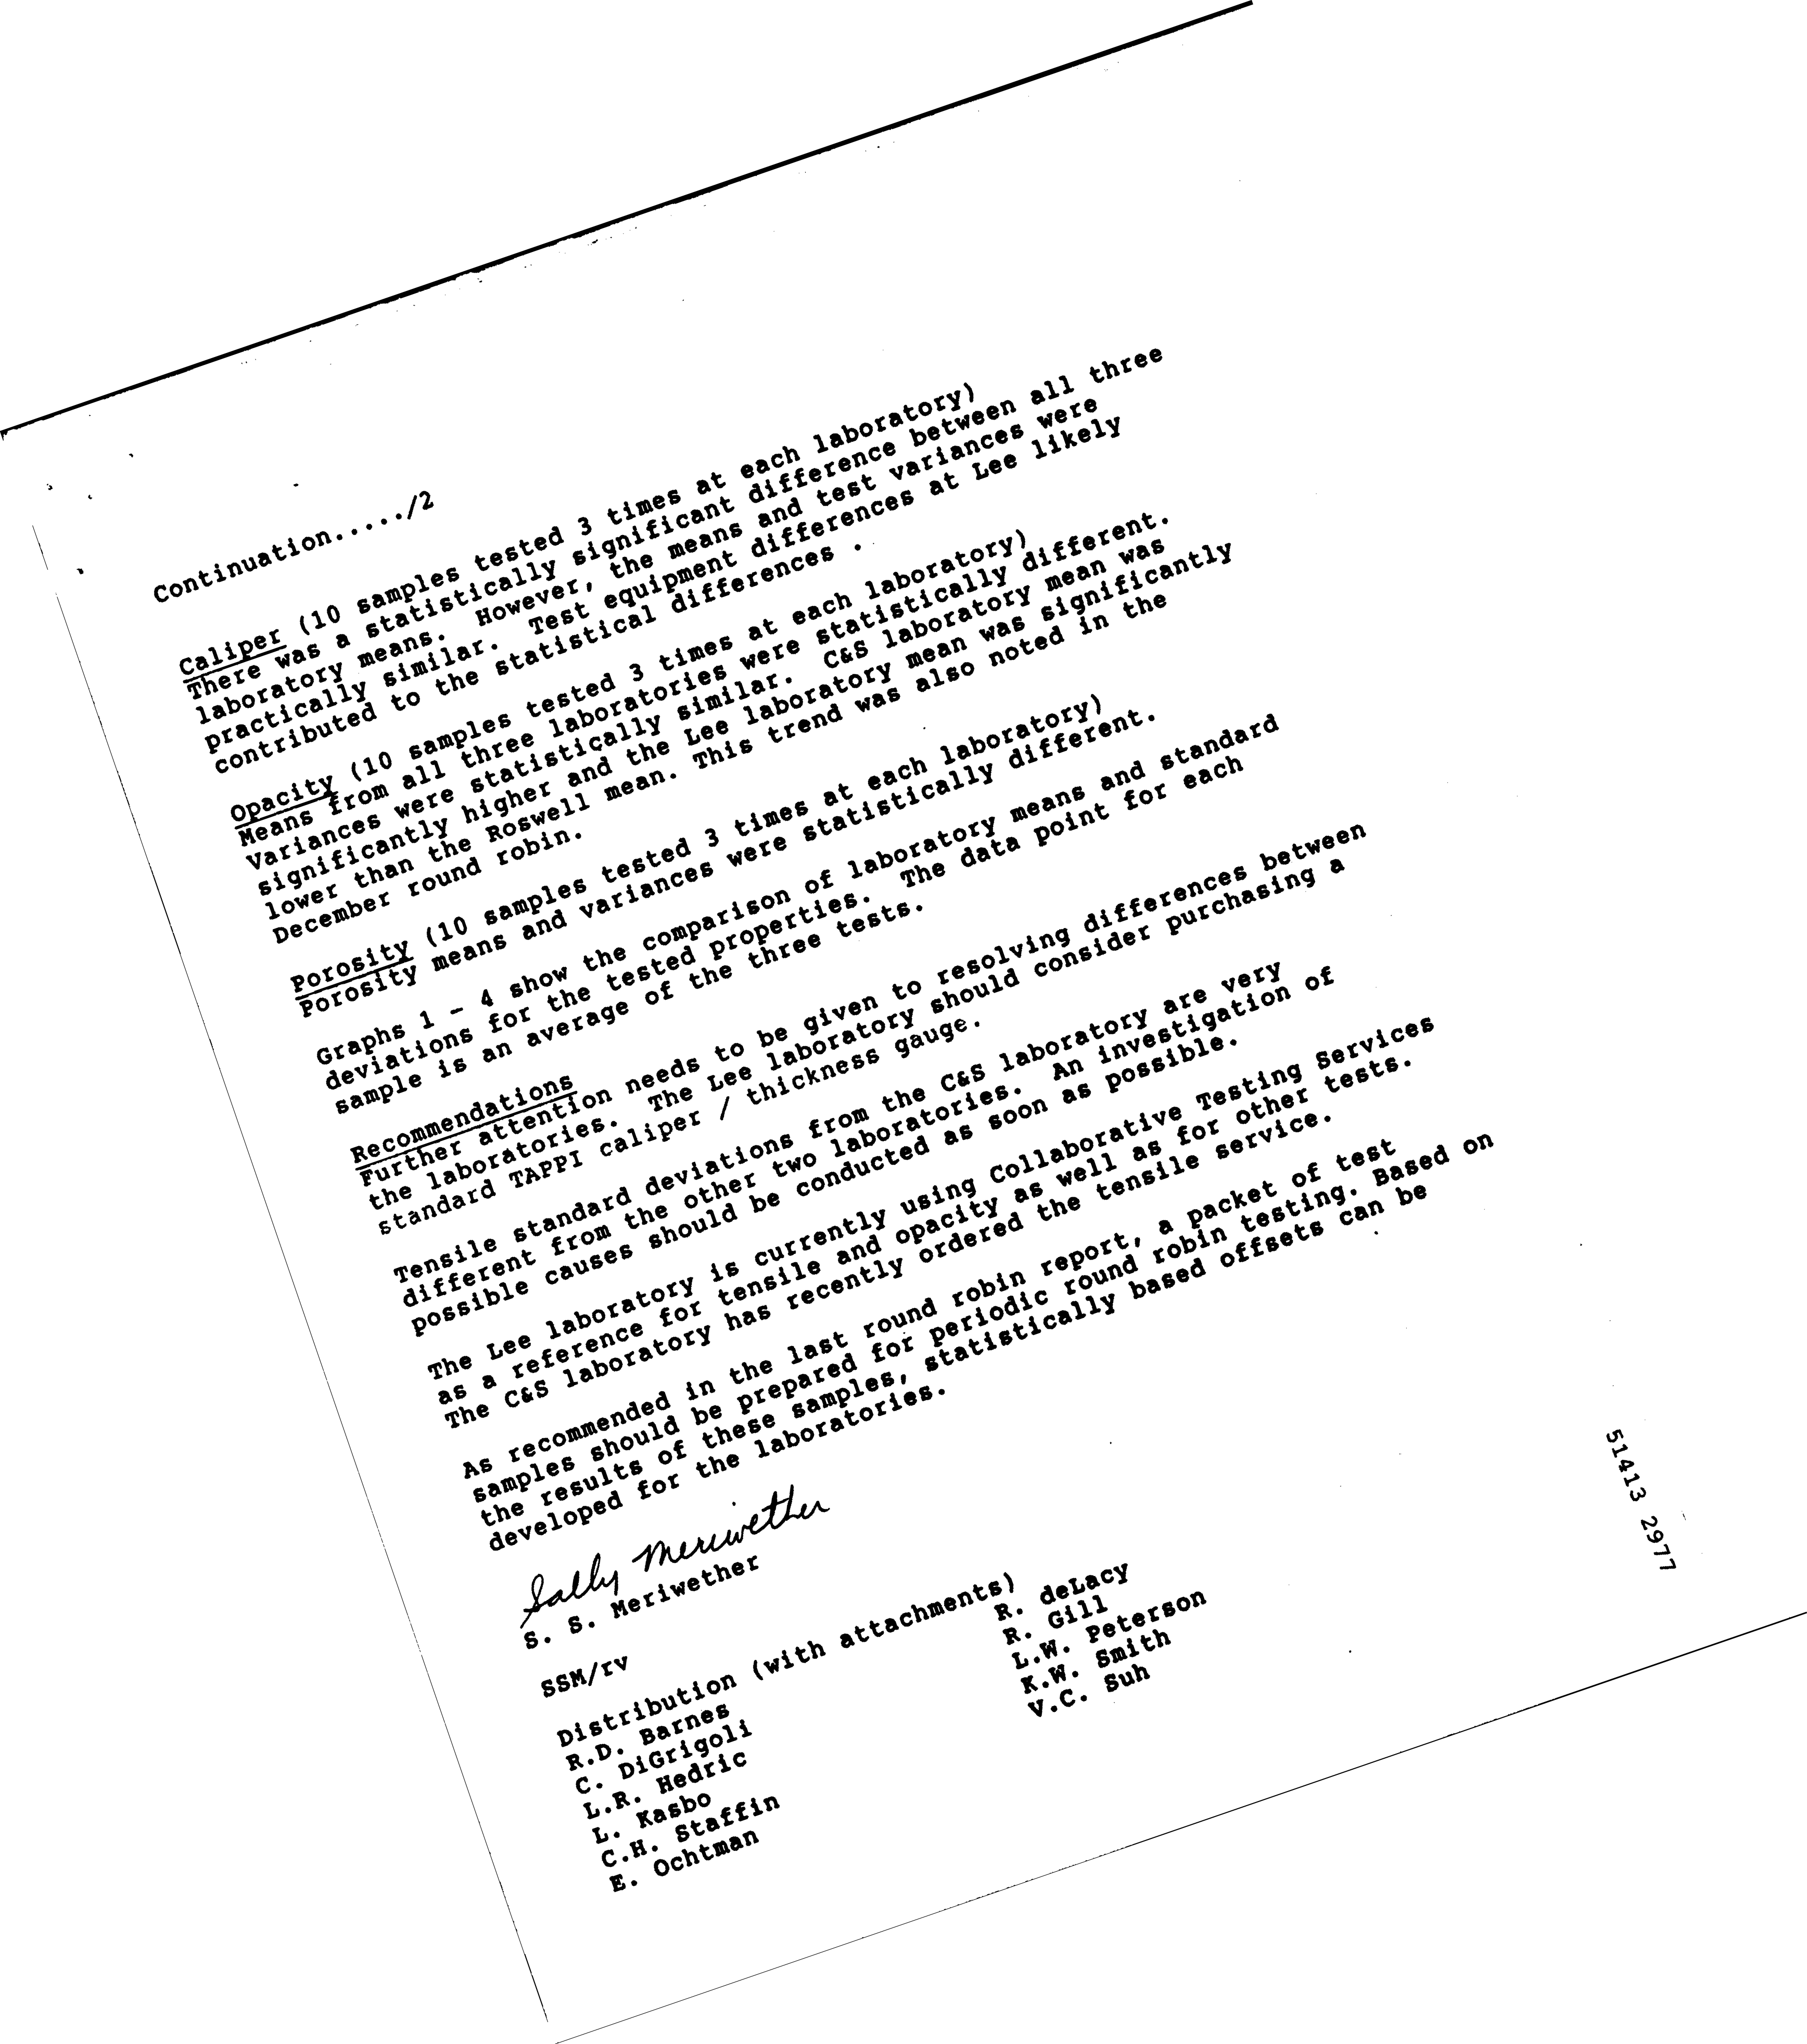 Continuation...../2
Caliper (10 samples tested 3 times at each laboratory)
There was a statistically significant difference between all three
laboratory means.  However, the means and test variances were
practically similar.  Test equipment differences at Lee likely
contributed to the statistical differences .
Opacity (10 samples tested 3 times at each laboratory)
Means from all three laboratories were statistically different.
Variances were statistically similar.  C&S laboratory mean was
significantly higher and the Lee laboratory mean was significantly
lower than the Roswell mean. This trend was also noted in the
December round robin.
Porosity (10 samples tested 3 times at each laboratory)
Porosity means and variances were statistically different.
Graphs 1 - 4 show the comparison of laboratory means and standard
deviations for the tested properties.  The data point for each
sample is an average of the three tests.
Recommendations
Further attention needs to be given to resolving differences between
the laboratories.  The Lee laboratory should consider purchasing a
standard TAPPI caliper / thickness gauge.
Tensile standard deviations from the C&S laboratory are very
different from the other two laboratories.  An investigation of
possible causes should be conducted as soon as possible.
The Lee laboratory is currently using Collaborative Testing Services
as a reference for tensile and opacity as well as for other tests.
The C&S laboratory has recently ordered the tensile service.
As recommended in the last round robin report, a packet of test
samples should be prepared for periodic round robin testing. Based on
the results of these samples, statistically based offsets can be
developed for the laboratories.
Sally Meriwether
S. S. Meriwether
SSM/rv
Distribution (with attachments)
R.D. Barnes
C. DiGrigoli
L.R. Hedric
L. Kasbo
C.H. Staffin
E. Ochtman
R. deLacy
R. Gill
L.W. Peterson
K.W. Smith
V.C. Suh
51413 2977